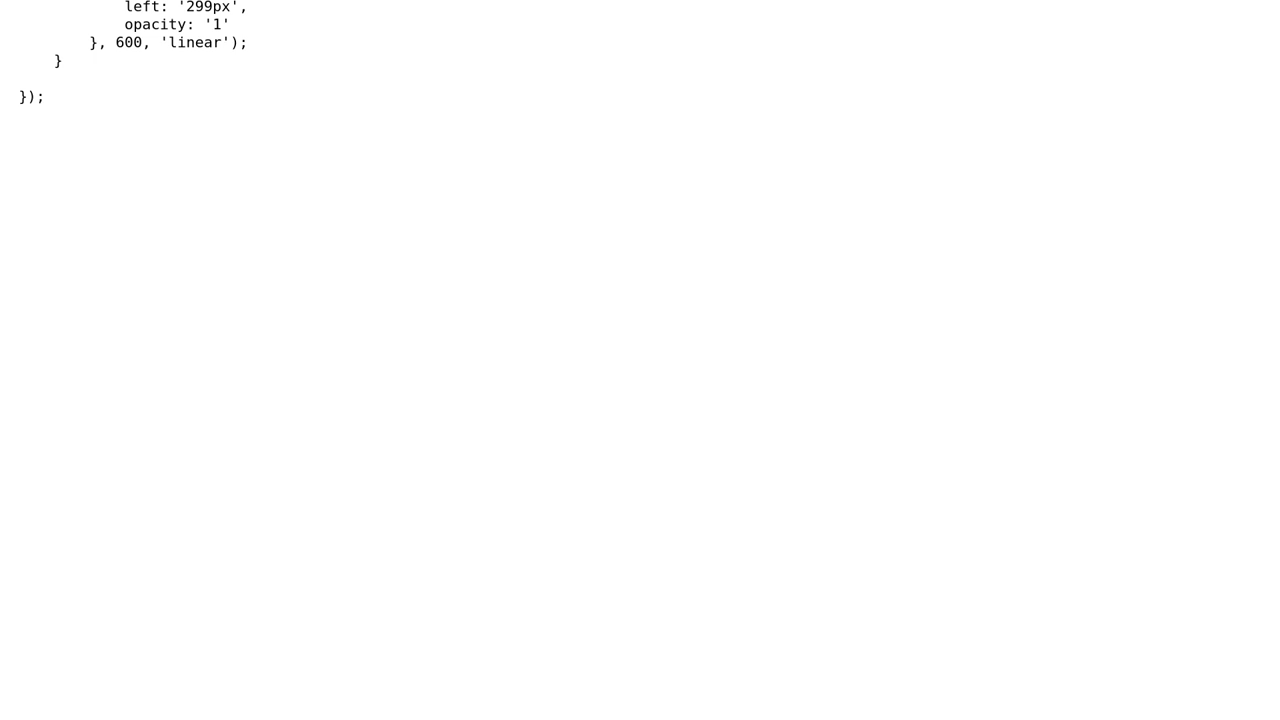 left: '299px',
            opacity: '1'
        }, 600, 'linear');
    }

});